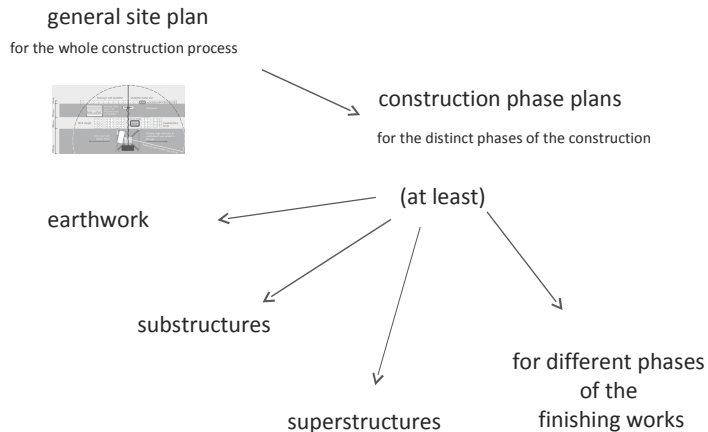 general site plan
for the whole construction process
construction phase plans
for the distinct phases of the construction
(at least)
earthwork
substructures
superstructures
for different phases
of the
finishing works